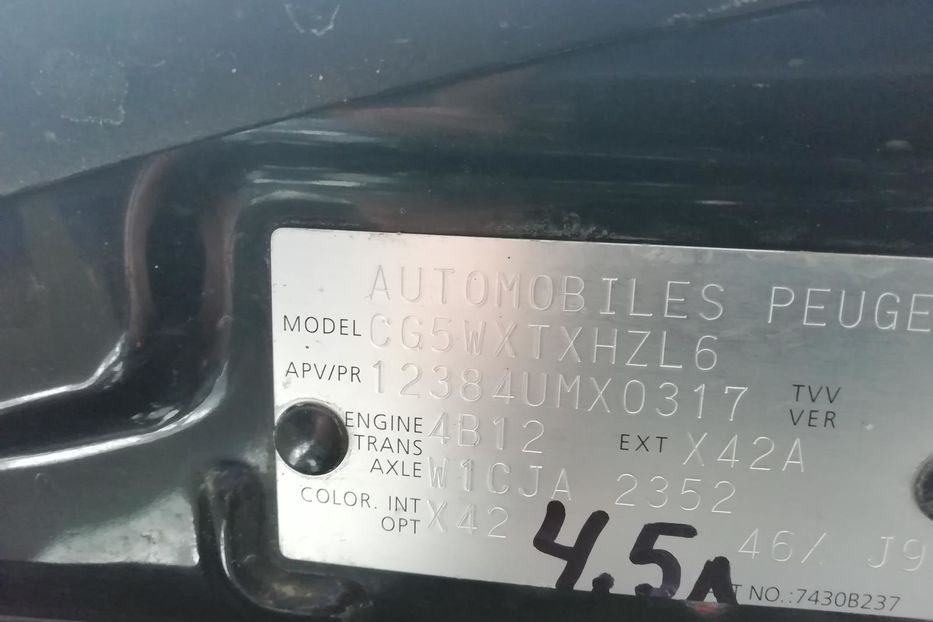 AUTOMOBILES PEUGE
MODEL CG5WXTXHZL6
APV/PR 12384UMX0317 TVV
VER
ENGINE 4B12 EXT X42A
TRANS
AXLE W1CJA 2352
COLOR. INT X42
OPT 46% J9
4.5л
T NO.:7430B237